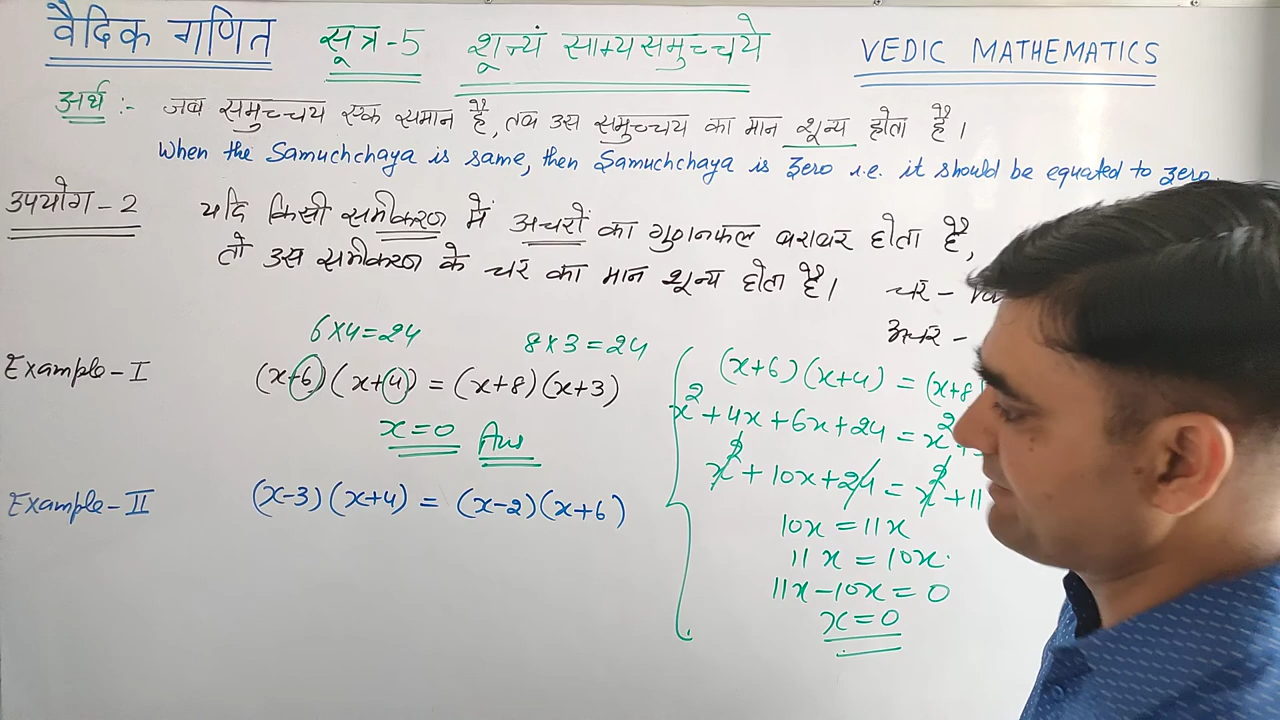 वैदिक गणित सूत्र-5 शून्यं साम्यसमुच्चये VEDIC MATHEMATICS
अर्थ :- जब समुच्चय एक समान है, तब उस समुच्चय का मान शून्य होता है।
When the Samuchchaya is same, then Samuchchaya is Zero i.e. it should be equated to zero.
उपयोग-2 यदि किसी समीकरण में अचरों का गुणनफल बराबर होता है,
तो उस समीकरण के चर का मान शून्य होता है। चर -
अचर -
6×4=24 8×3=24
Example-I (x+6)(x+4) = (x+8)(x+3)
x=0 Ans
Example-II (x-3)(x+4) = (x-2)(x+6)
(x+6)(x+4) = (x+8
x²+4x+6x+24 = x²+
x²+10x+24 = x²+11
10x = 11x
11x = 10x
11x-10x = 0
x=0